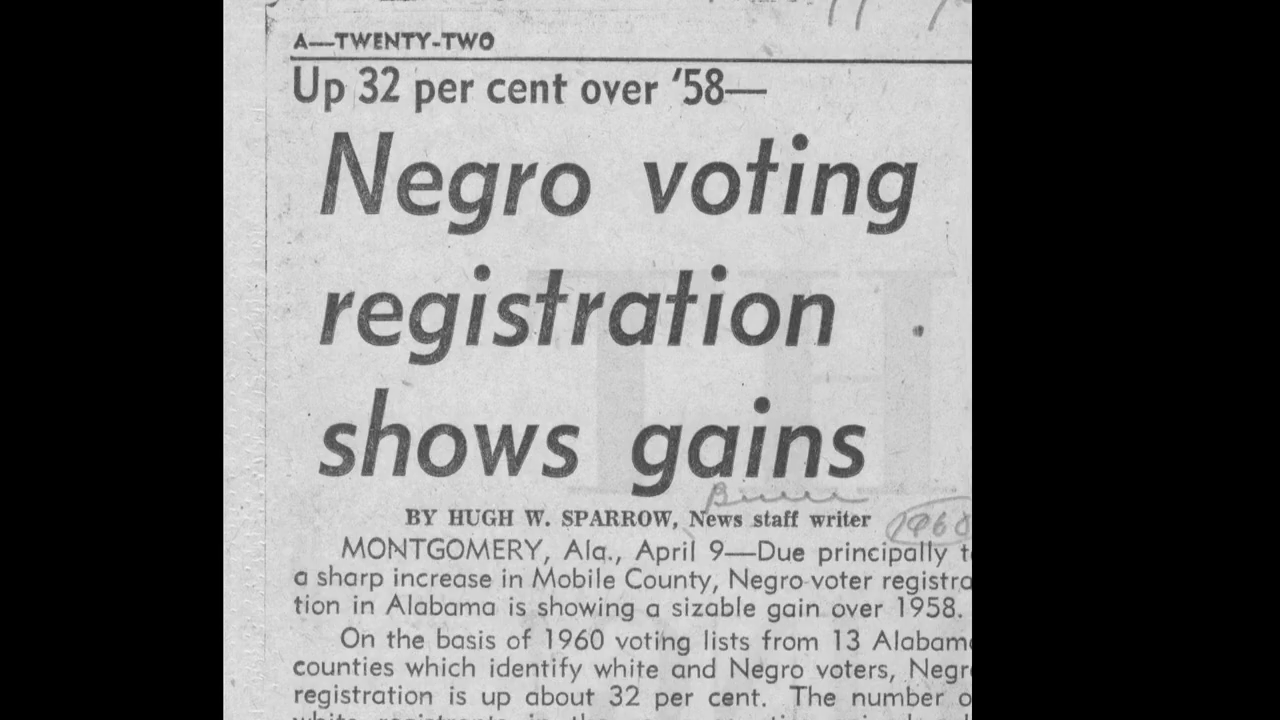 A—TWENTY-TWO
Up 32 per cent over '58—
Negro voting
registration
shows gains
BY HUGH W. SPARROW, News staff writer
1960
MONTGOMERY, Ala., April 9—Due principally t
a sharp increase in Mobile County, Negro voter registra
tion in Alabama is showing a sizable gain over 1958.
On the basis of 1960 voting lists from 13 Alabama
counties which identify white and Negro voters, Negr
registration is up about 32 per cent. The number o